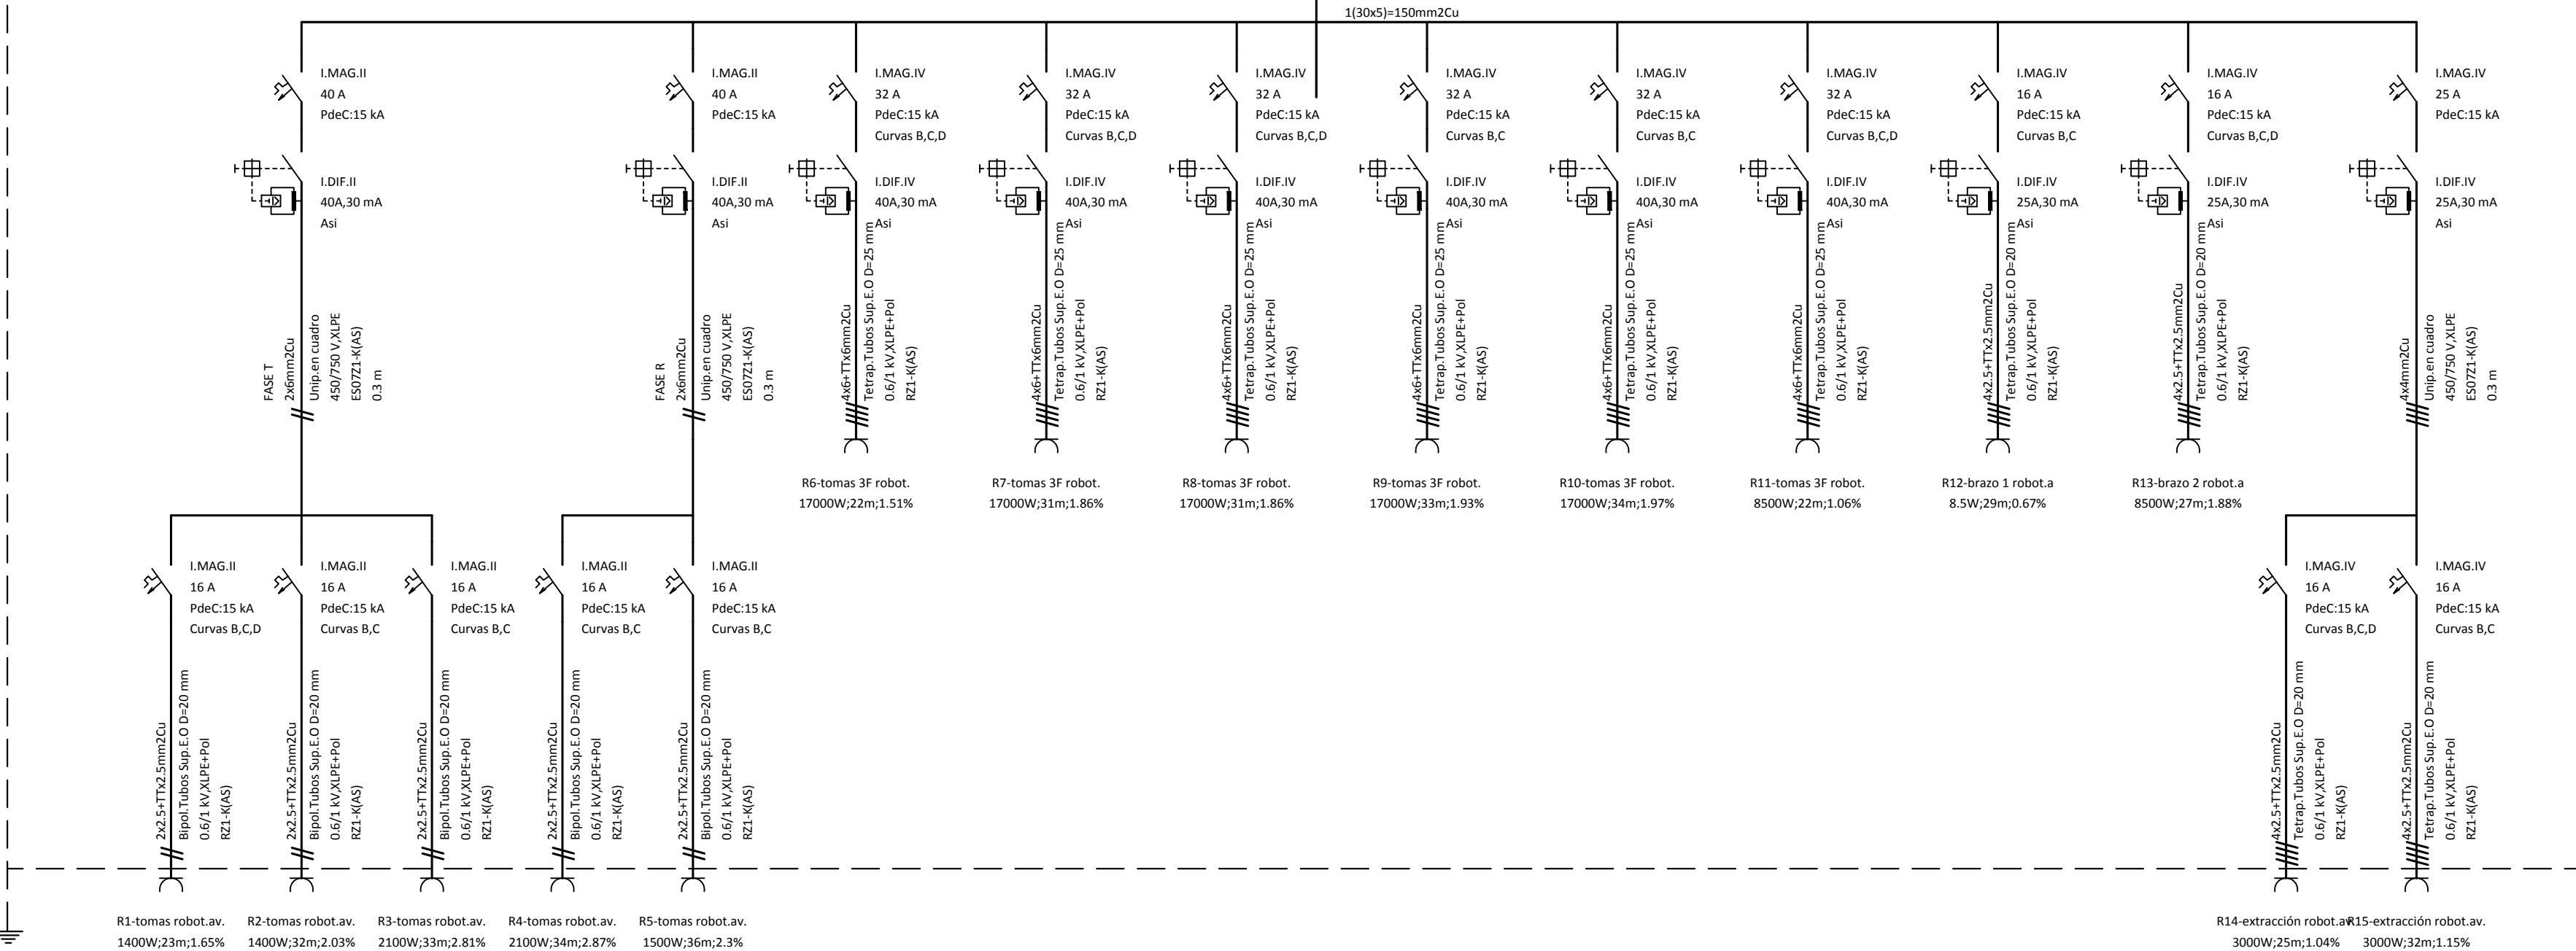 1(30x5)=150mm2Cu
I.MAG.II
40 A
PdeC:15 kA
I.DIF.II
40A,30 mA
Asi
FASE T
2x6mm2Cu
Unip.en cuadro
450/750 V,XLPE
ES07Z1-K(AS)
0.3 m
I.MAG.II
40 A
PdeC:15 kA
I.DIF.II
40A,30 mA
Asi
FASE R
2x6mm2Cu
Unip.en cuadro
450/750 V,XLPE
ES07Z1-K(AS)
0.3 m
I.MAG.IV
32 A
PdeC:15 kA
Curvas B,C,D
I.DIF.IV
40A,30 mA
Asi
4x6+TTx6mm2Cu
Tetrap.Tubos Sup.E.O D=25 mm
0.6/1 kV,XLPE+Pol
RZ1-K(AS)
R6-tomas 3F robot.
17000W;22m;1.51%
I.MAG.IV
32 A
PdeC:15 kA
Curvas B,C,D
I.DIF.IV
40A,30 mA
Asi
4x6+TTx6mm2Cu
Tetrap.Tubos Sup.E.O D=25 mm
0.6/1 kV,XLPE+Pol
RZ1-K(AS)
R7-tomas 3F robot.
17000W;31m;1.86%
I.MAG.IV
32 A
PdeC:15 kA
Curvas B,C,D
I.DIF.IV
40A,30 mA
Asi
4x6+TTx6mm2Cu
Tetrap.Tubos Sup.E.O D=25 mm
0.6/1 kV,XLPE+Pol
RZ1-K(AS)
R8-tomas 3F robot.
17000W;31m;1.86%
I.MAG.IV
32 A
PdeC:15 kA
Curvas B,C
I.DIF.IV
40A,30 mA
Asi
4x6+TTx6mm2Cu
Tetrap.Tubos Sup.E.O D=25 mm
0.6/1 kV,XLPE+Pol
RZ1-K(AS)
R9-tomas 3F robot.
17000W;33m;1.93%
I.MAG.IV
32 A
PdeC:15 kA
Curvas B,C
I.DIF.IV
40A,30 mA
Asi
4x6+TTx6mm2Cu
Tetrap.Tubos Sup.E.O D=25 mm
0.6/1 kV,XLPE+Pol
RZ1-K(AS)
R10-tomas 3F robot.
17000W;34m;1.97%
I.MAG.IV
32 A
PdeC:15 kA
Curvas B,C,D
I.DIF.IV
40A,30 mA
Asi
4x6+TTx6mm2Cu
Tetrap.Tubos Sup.E.O D=25 mm
0.6/1 kV,XLPE+Pol
RZ1-K(AS)
R11-tomas 3F robot.
8500W;22m;1.06%
I.MAG.IV
16 A
PdeC:15 kA
Curvas B,C
I.DIF.IV
25A,30 mA
Asi
4x2.5+TTx2.5mm2Cu
Tetrap.Tubos Sup.E.O D=20 mm
0.6/1 kV,XLPE+Pol
RZ1-K(AS)
R12-brazo 1 robot.a
8.5W;29m;0.67%
I.MAG.IV
16 A
PdeC:15 kA
Curvas B,C,D
I.DIF.IV
25A,30 mA
Asi
4x2.5+TTx2.5mm2Cu
Tetrap.Tubos Sup.E.O D=20 mm
0.6/1 kV,XLPE+Pol
RZ1-K(AS)
R13-brazo 2 robot.a
8500W;27m;1.88%
I.MAG.IV
25 A
PdeC:15 kA
I.DIF.IV
25A,30 mA
Asi
4x4mm2Cu
Unip.en cuadro
450/750 V,XLPE
ES07Z1-K(AS)
0.3 m
I.MAG.II
16 A
PdeC:15 kA
Curvas B,C,D
2x2.5+TTx2.5mm2Cu
Bipol.Tubos Sup.E.O D=20 mm
0.6/1 kV,XLPE+Pol
RZ1-K(AS)
R1-tomas robot.av.
1400W;23m;1.65%
I.MAG.II
16 A
PdeC:15 kA
Curvas B,C
2x2.5+TTx2.5mm2Cu
Bipol.Tubos Sup.E.O D=20 mm
0.6/1 kV,XLPE+Pol
RZ1-K(AS)
R2-tomas robot.av.
1400W;32m;2.03%
I.MAG.II
16 A
PdeC:15 kA
Curvas B,C
2x2.5+TTx2.5mm2Cu
Bipol.Tubos Sup.E.O D=20 mm
0.6/1 kV,XLPE+Pol
RZ1-K(AS)
R3-tomas robot.av.
2100W;33m;2.81%
I.MAG.II
16 A
PdeC:15 kA
Curvas B,C
2x2.5+TTx2.5mm2Cu
Bipol.Tubos Sup.E.O D=20 mm
0.6/1 kV,XLPE+Pol
RZ1-K(AS)
R4-tomas robot.av.
2100W;34m;2.87%
I.MAG.II
16 A
PdeC:15 kA
Curvas B,C
2x2.5+TTx2.5mm2Cu
Bipol.Tubos Sup.E.O D=20 mm
0.6/1 kV,XLPE+Pol
RZ1-K(AS)
R5-tomas robot.av.
1500W;36m;2.3%
I.MAG.IV
16 A
PdeC:15 kA
Curvas B,C,D
4x2.5+TTx2.5mm2Cu
Tetrap.Tubos Sup.E.O D=20 mm
0.6/1 kV,XLPE+Pol
RZ1-K(AS)
R14-extracción robot.av
3000W;25m;1.04%
I.MAG.IV
16 A
PdeC:15 kA
Curvas B,C
4x2.5+TTx2.5mm2Cu
Tetrap.Tubos Sup.E.O D=20 mm
0.6/1 kV,XLPE+Pol
RZ1-K(AS)
R15-extracción robot.av.
3000W;32m;1.15%